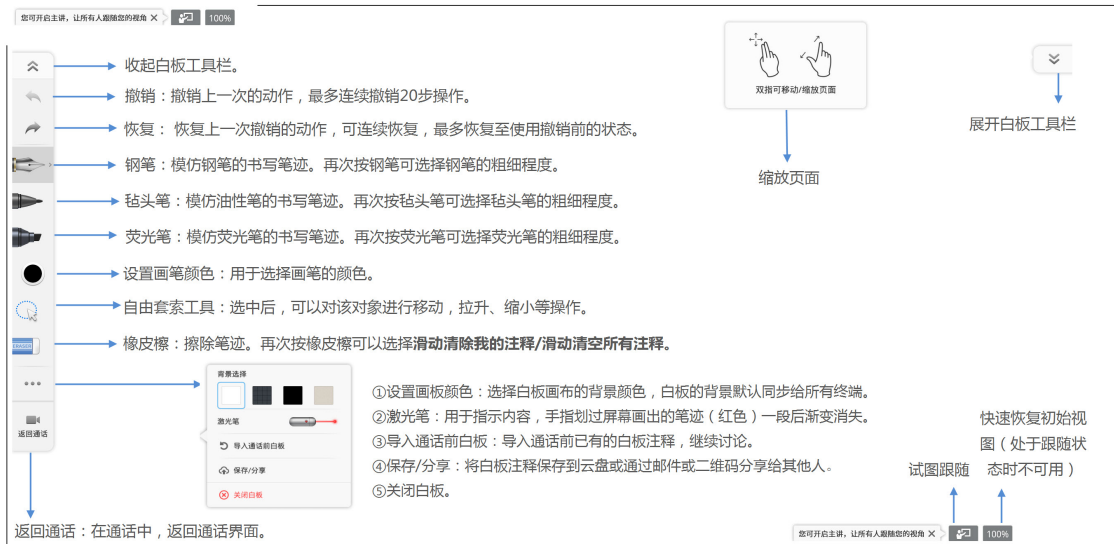 您可开启主讲，让所有人跟随您的视角 ✕
100%
收起白板工具栏。
撤销：撤销上一次的动作，最多连续撤销20步操作。
恢复： 恢复上一次撤销的动作，可连续恢复，最多恢复至使用撤销前的状态。
钢笔：模仿钢笔的书写笔迹。再次按钢笔可选择钢笔的粗细程度。
毡头笔：模仿油性笔的书写笔迹。再次按毡头笔可选择毡头笔的粗细程度。
荧光笔：模仿荧光笔的书写笔迹。再次按荧光笔可选择荧光笔的粗细程度。
设置画笔颜色：用于选择画笔的颜色。
自由套索工具：选中后，可以对该对象进行移动，拉升、缩小等操作。
ERASER
橡皮檫：擦除笔迹。再次按橡皮檫可以选择滑动清除我的注释/滑动清空所有注释。
双指可移动/缩放页面
缩放页面
展开白板工具栏
返回通话
背景选择
激光笔
导入通话前白板
保存/分享
关闭白板
①设置画板颜色：选择白板画布的背景颜色，白板的背景默认同步给所有终端。
②激光笔：用于指示内容，手指划过屏幕画出的笔迹（红色）一段后渐变消失。
③导入通话前白板：导入通话前已有的白板注释，继续讨论。
④保存/分享：将白板注释保存到云盘或通过邮件或二维码分享给其他人。
⑤关闭白板。
返回通话：在通话中，返回通话界面。
试图跟随
快速恢复初始视
图（处于跟随状
态时不可用）
您可开启主讲，让所有人跟随您的视角 ✕
100%